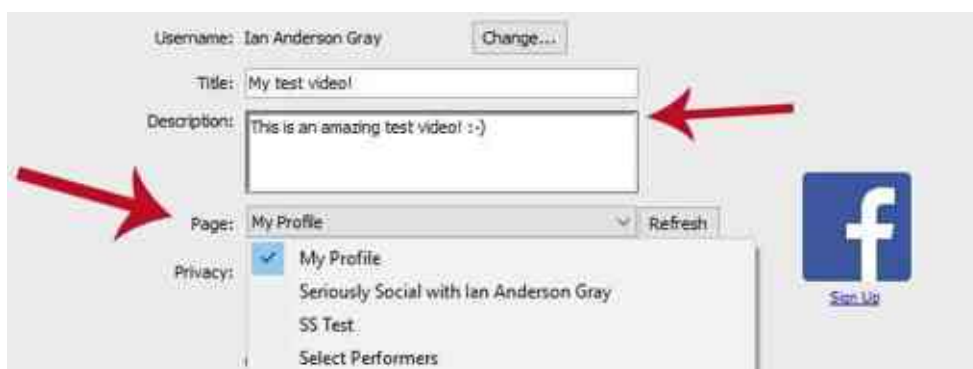 Username: Ian Anderson Gray Change...
Title: My test video!
Description: This is an amazing test video! :-)
Page: My Profile Refresh
My Profile
Privacy:
Seriously Social with Ian Anderson Gray
Sign Up
SS Test
Select Performers